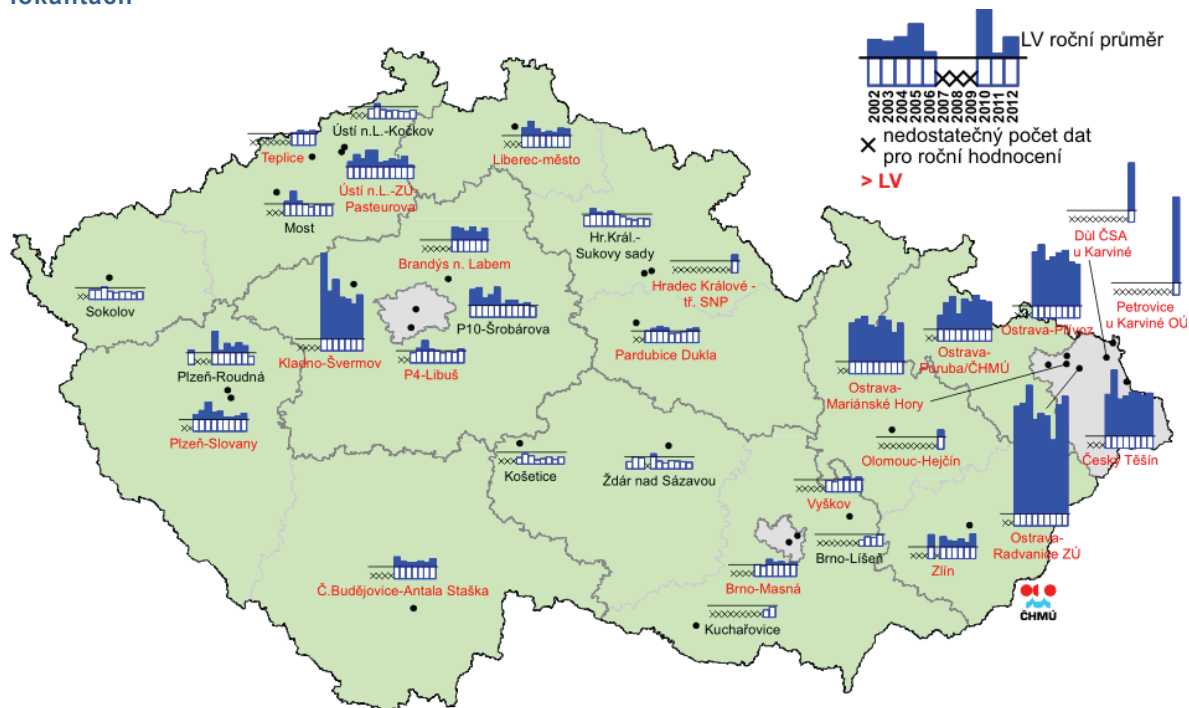 lokalitách
LV roční průměr
2002
2003
2004
2005
2006
2007
2008
2009
2010
2011
2012
nedostatečný počet dat
pro roční hodnocení
> LV
Ústí n.L.-Kočkov
Teplice
Liberec-město
Ústí n.L.-ZÚ-
Pasteurova
Most
Hr.Král.-
Sukovy sady
Důl ČSA
u Karviné
Brandýs n. Labem
Hradec Králové -
tř. SNP
Petrovice
u Karviné OÚ
Sokolov
P10-Šrobárova
Ostrava-Přívoz
Plzeň-Roudná
Kladno-Švermov
P4-Libuš
Pardubice Dukla
Ostrava-
Poruba/ČHMÚ
Ostrava-
Mariánské Hory
Plzeň-Slovany
Olomouc-Hejčín
Český Těšín
Košetice
Ždár nad Sázavou
Vyškov
Ostrava-
Radvanice ZÚ
Brno-Líšeň
Zlín
Č.Budějovice-Antala Staška
Brno-Masná
ČHMÚ
Kuchařovice